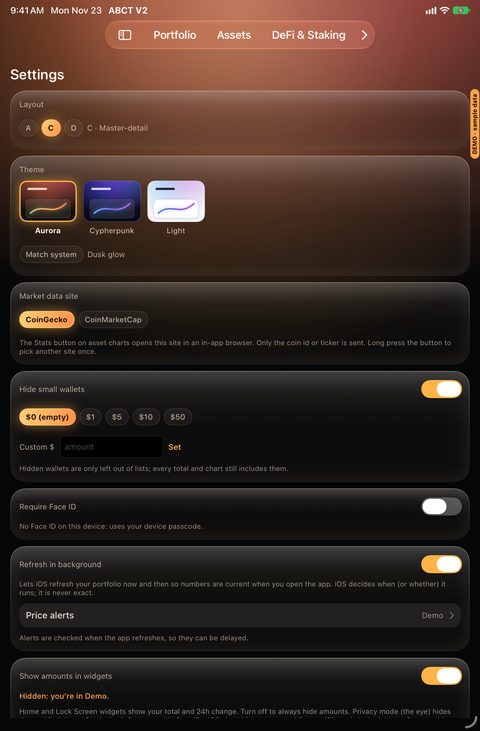 9:41 AM Mon Nov 23 ABCT V2
Portfolio Assets DeFi & Staking
Settings
DEMO · sample data
Layout
A C D C · Master-detail
Theme
Aurora Cypherpunk Light
Match system Dusk glow
Market data site
CoinGecko CoinMarketCap
The Stats button on asset charts opens this site in an in-app browser. Only the coin id or ticker is sent. Long press the button to
pick another site once.
Hide small wallets
$0 (empty) $1 $5 $10 $50
Custom $ amount Set
Hidden wallets are only left out of lists; every total and chart still includes them.
Require Face ID
No Face ID on this device: uses your device passcode.
Refresh in background
Lets iOS refresh your portfolio now and then so numbers are current when you open the app. iOS decides when (or whether) it
runs; it is never exact.
Price alerts Demo
Alerts are checked when the app refreshes, so they can be delayed.
Show amounts in widgets
Hidden: you're in Demo.
Home and Lock Screen widgets show your total and 24h change. Turn off to always hide amounts. Privacy mode (the eye) hides